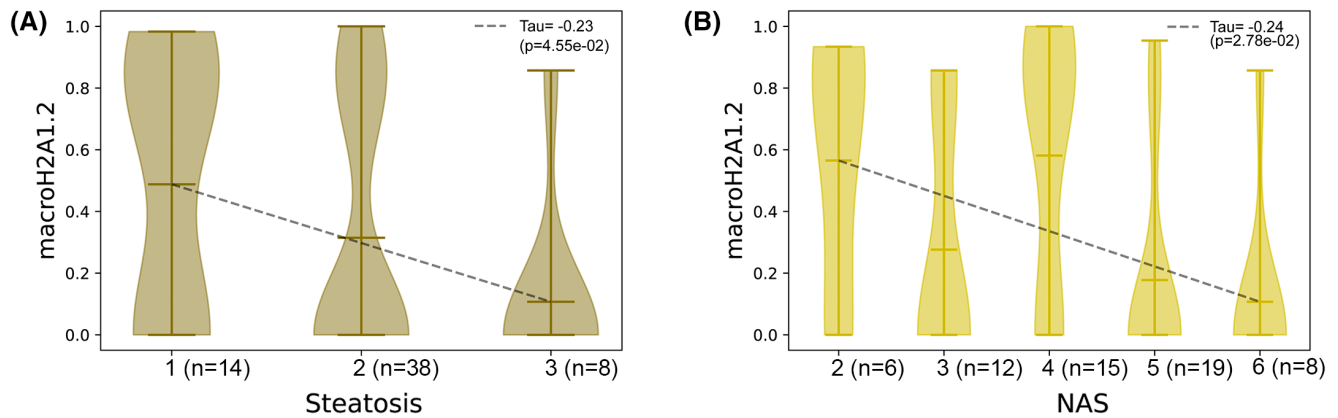 (A)
macroH2A1.2
1.0
0.8
0.6
0.4
0.2
0.0
Tau= -0.23
(p=4.55e-02)
1 (n=14) 2 (n=38) 3 (n=8)
Steatosis
(B)
macroH2A1.2
1.0
0.8
0.6
0.4
0.2
0.0
Tau= -0.24
(p=2.78e-02)
2 (n=6) 3 (n=12) 4 (n=15) 5 (n=19) 6 (n=8)
NAS